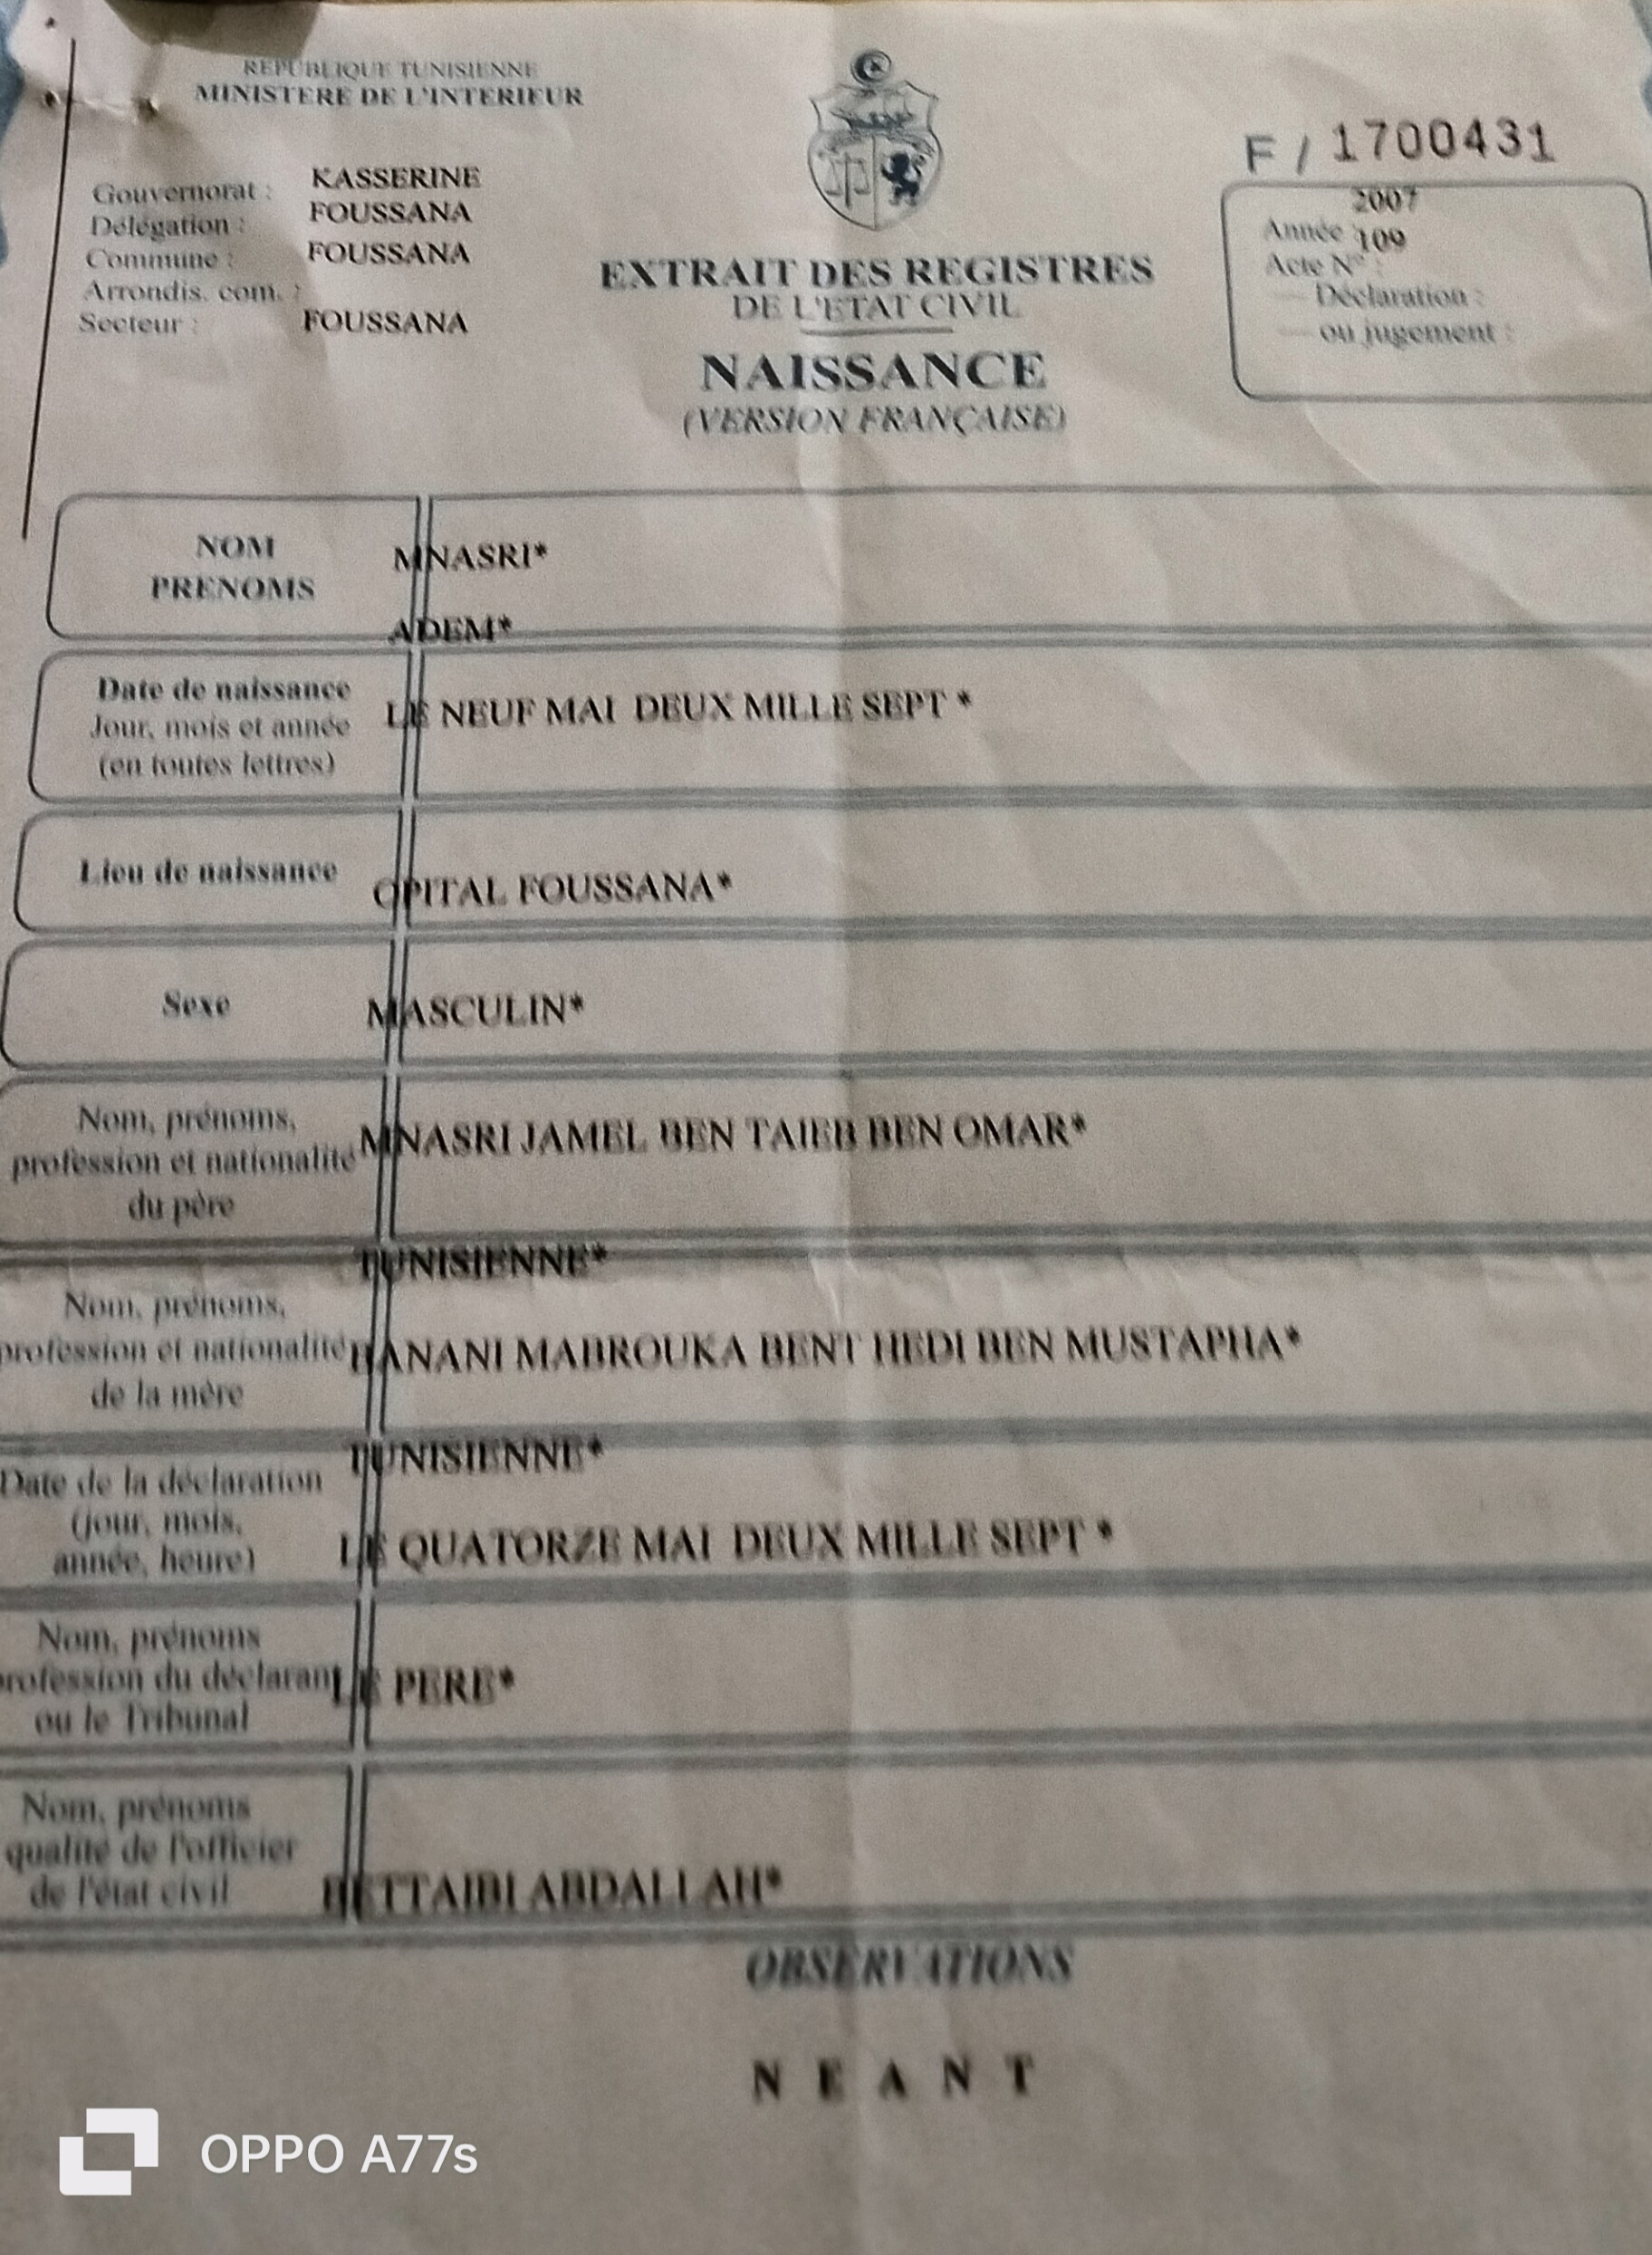 REPUBLIQUE TUNISIENNE
MINISTERE DE L'INTERIEUR
Gouvernorat : KASSERINE
Délégation : FOUSSANA
Commune : FOUSSANA
Arrondis. com. :
Secteur : FOUSSANA
F / 1700431
2007
Année :
109
Acte N° :
— Déclaration :
— ou jugement :
EXTRAIT DES REGISTRES
DE L'ETAT CIVIL
NAISSANCE
(VERSION FRANÇAISE)
NOM
PRENOMS
MNASRI*
ADEM*
Date de naissance
Jour, mois et année
(en toutes lettres)
LE NEUF MAI DEUX MILLE SEPT *
Lieu de naissance
OPITAL FOUSSANA*
Sexe
MASCULIN*
Nom, prénoms,
profession et nationalité
du père
MNASRI JAMEL BEN TAIEB BEN OMAR*
TUNISIENNE*
Nom, prénoms,
profession et nationalité
de la mère
MABROUKA BENT HEDI BEN MUSTAPHA*
TUNISIENNE*
Date de la déclaration
(jour, mois,
année, heure)
LE QUATORZE MAI DEUX MILLE SEPT *
Nom, prénoms
profession du déclarant
ou le Tribunal
LE PERE*
Nom, prénoms
qualité de l'officier
de l'état civil
ABDALLAH*
OBSERVATIONS
N E A N T
OPPO A77s